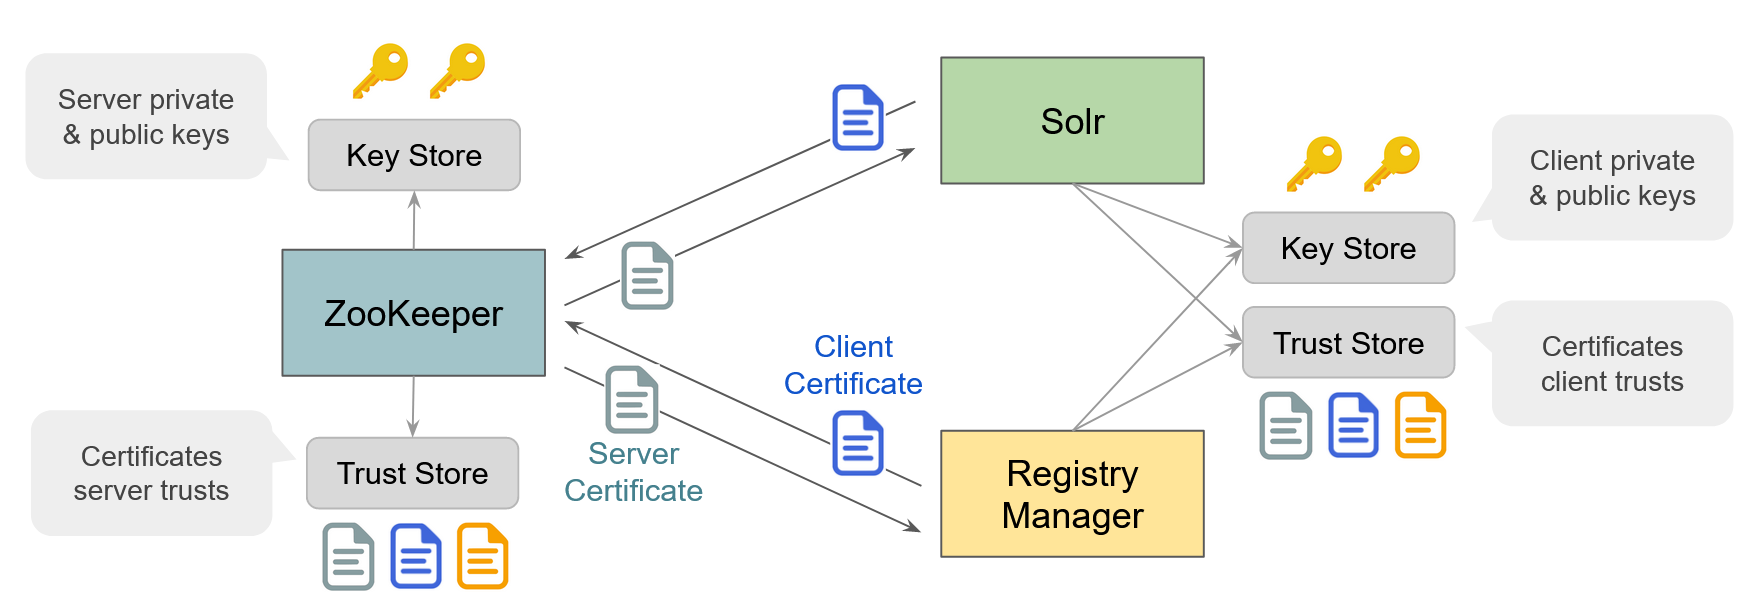 Server private
& public keys
Key Store
ZooKeeper
Certificates
server trusts
Trust Store
Server
Certificate
Client
Certificate
Solr
Registry
Manager
Client private
& public keys
Key Store
Trust Store
Certificates
client trusts